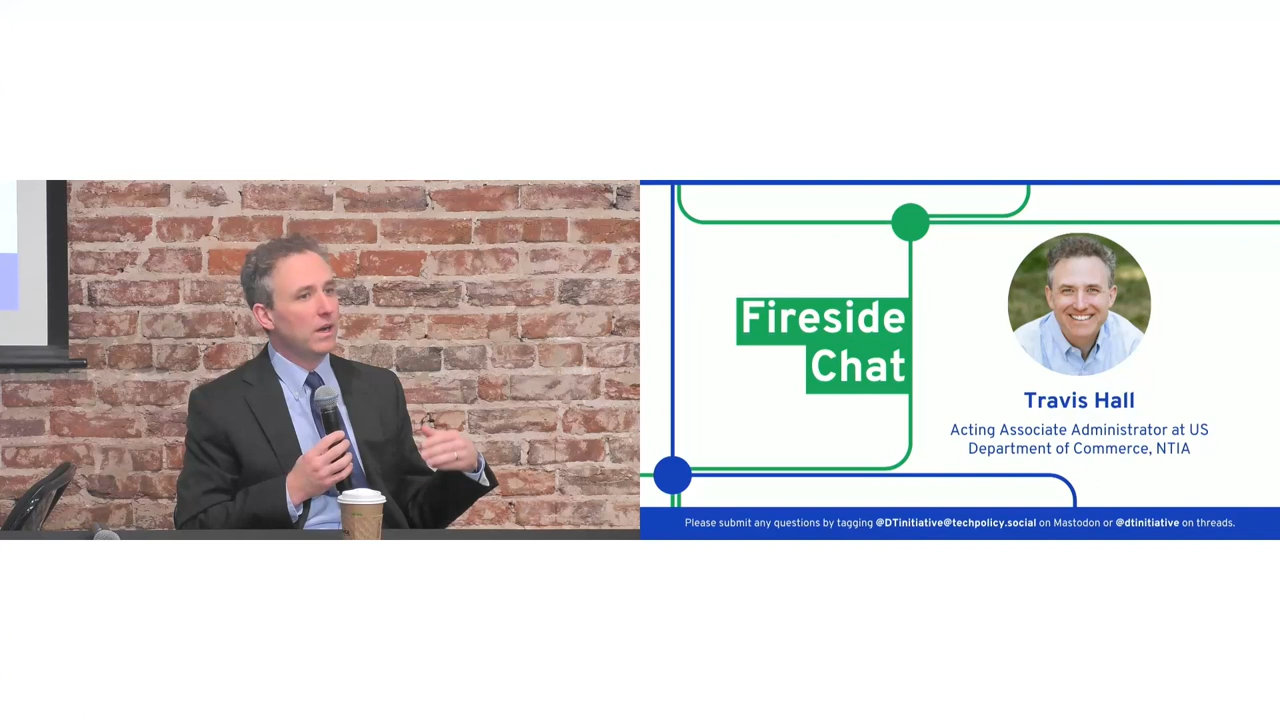 Fireside
Chat
Travis Hall
Acting Associate Administrator at US
Department of Commerce, NTIA
Please submit any questions by tagging @DTinitiative@techpolicy.social on Mastodon or @dtinitiative on threads.